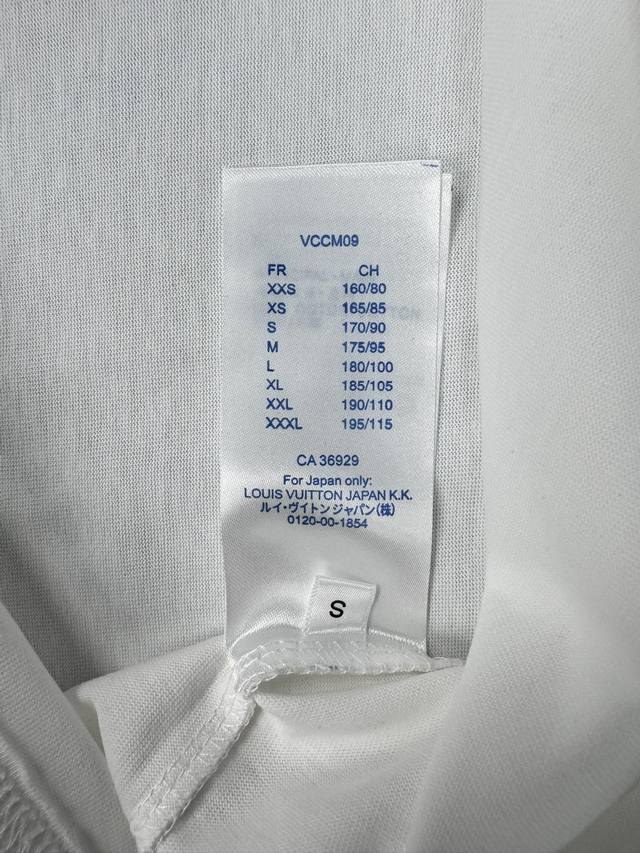 VCCM09
FR CH
XXS 160/80
XS 165/85
S 170/90
M 175/95
L 180/100
XL 185/105
XXL 190/110
XXXL 195/115
CA 36929
For Japan only:
LOUIS VUITTON JAPAN K.K.
ルイ・ヴイトンジャパン(株)
0120-00-1854
S